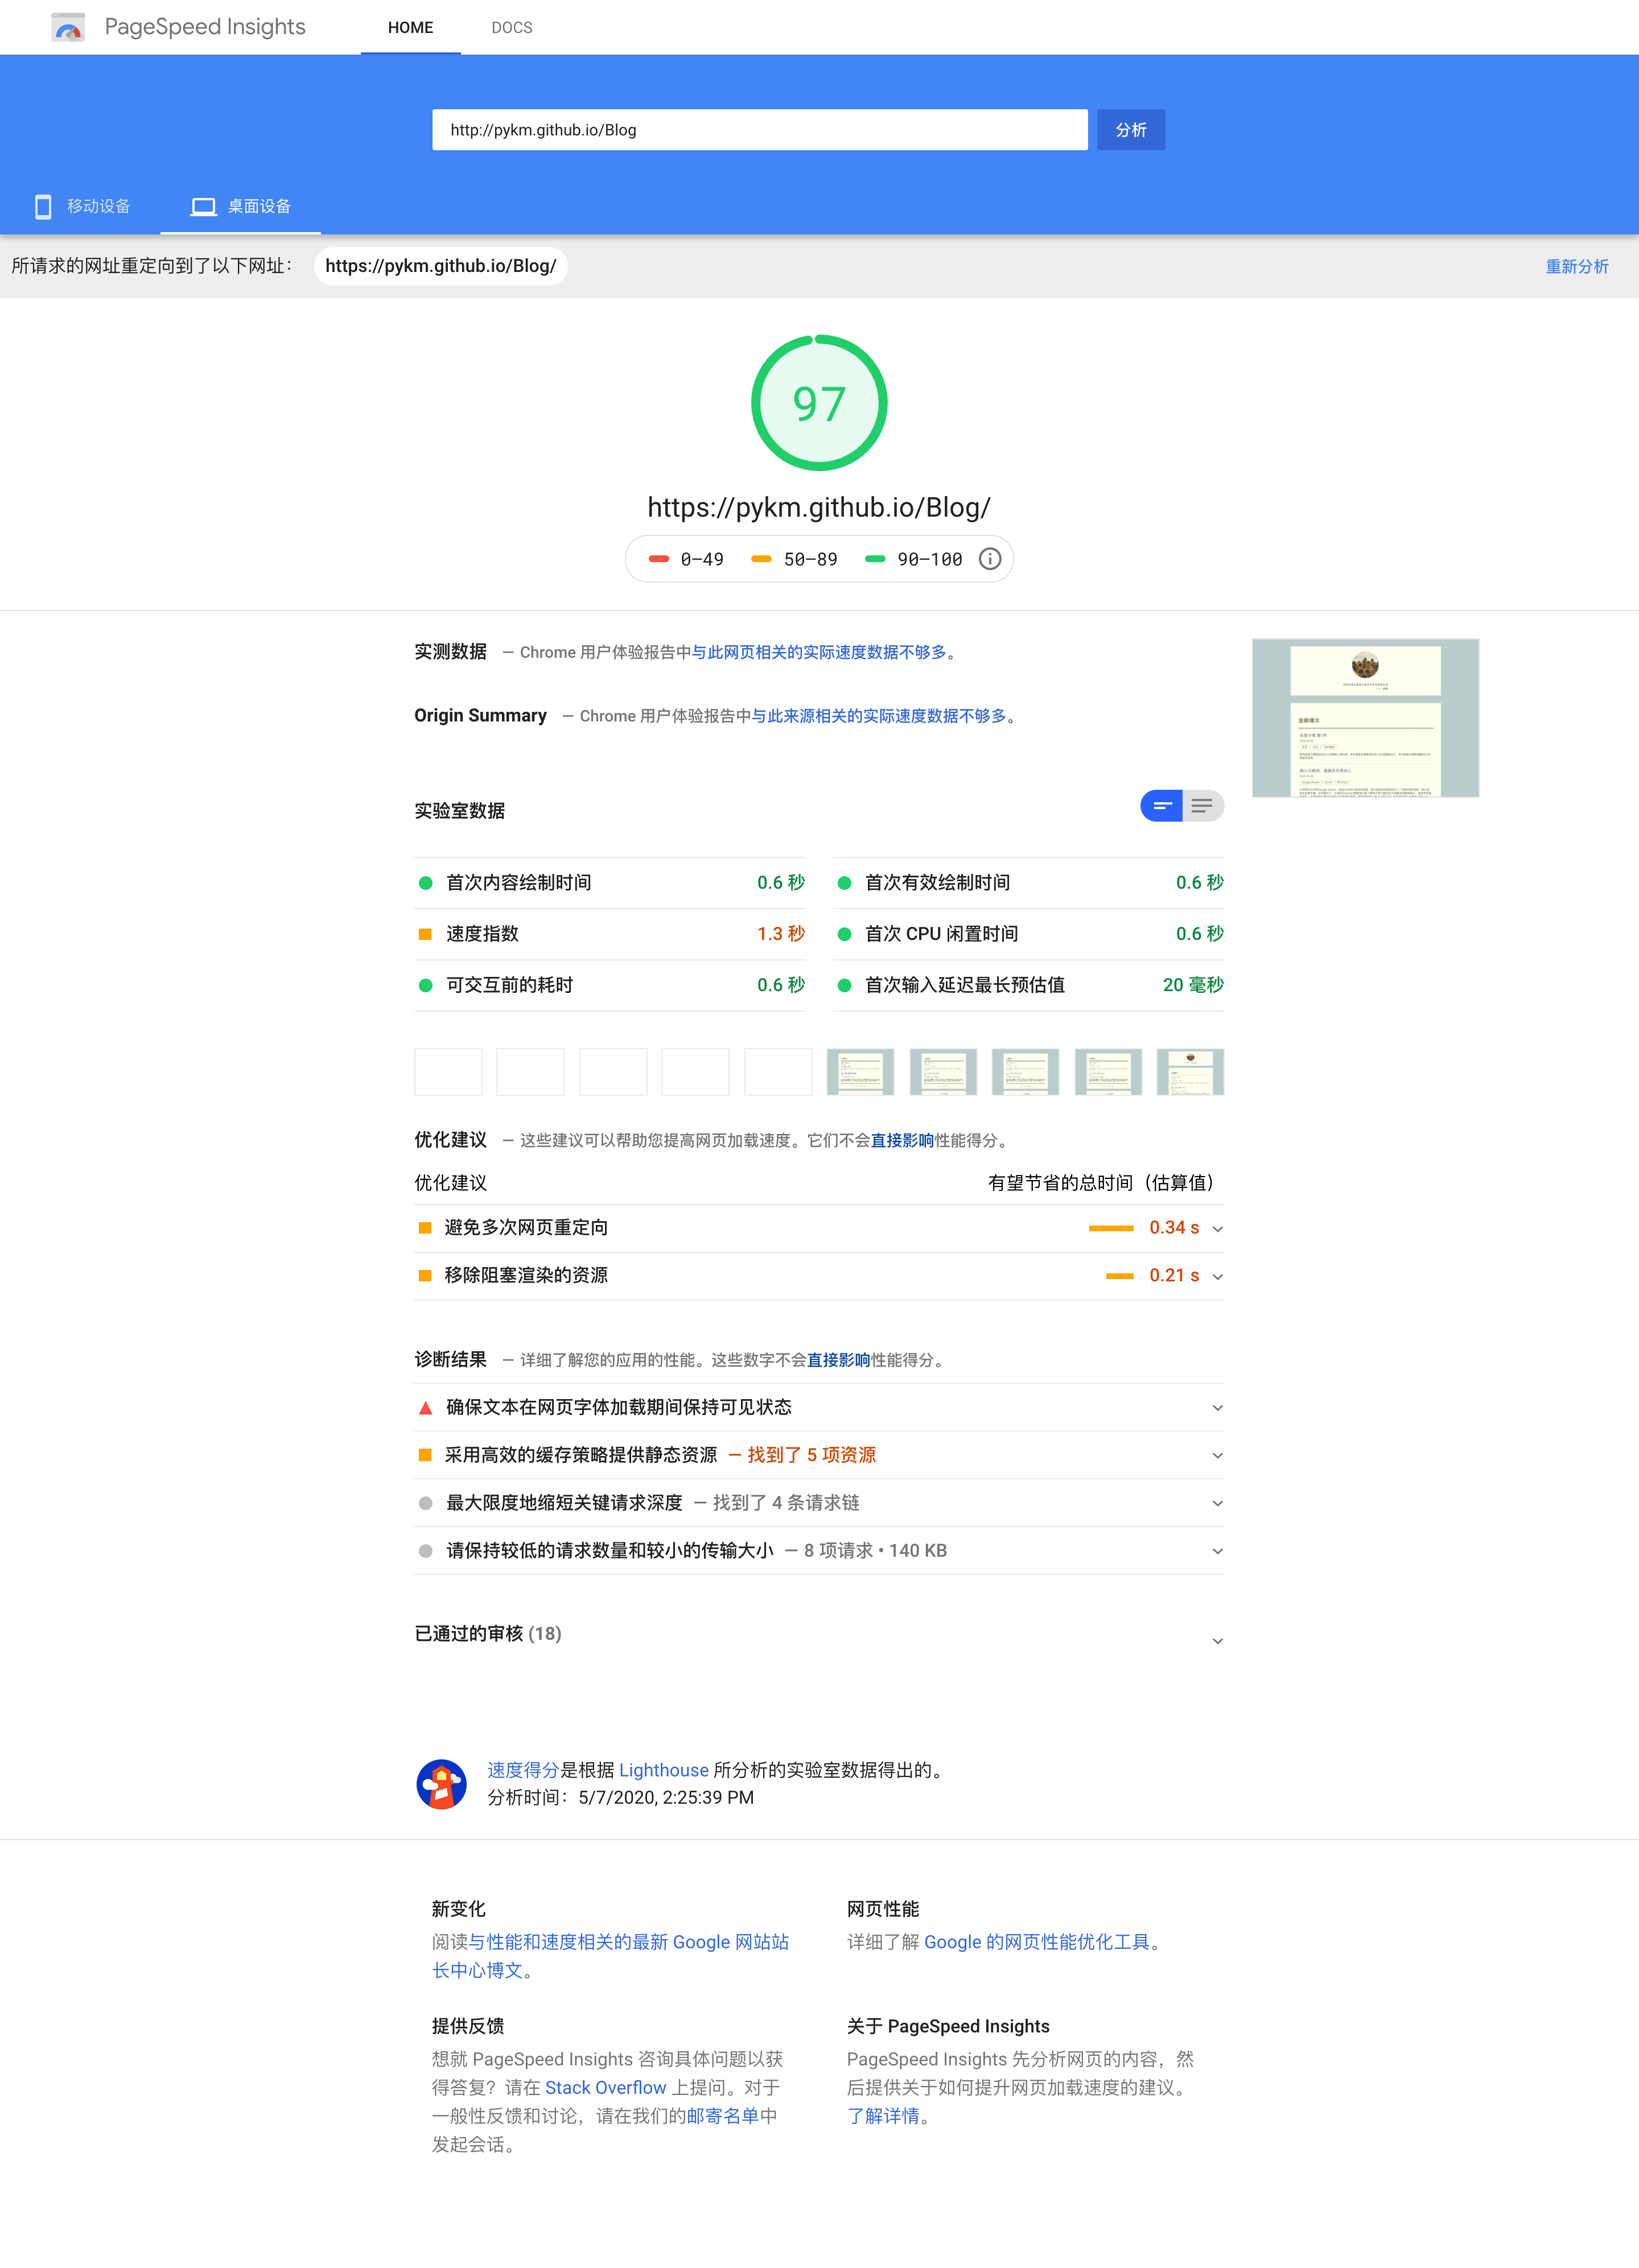 PageSpeed Insights
HOME
DOCS
http://pykm.github.io/Blog
分析
移动设备
桌面设备
所请求的网址重定向到了以下网址：
https://pykm.github.io/Blog/
重新分析
97
https://pykm.github.io/Blog/
0–49
50–89
90–100
实测数据 — Chrome 用户体验报告中与此网页相关的实际速度数据不够多。
Origin Summary — Chrome 用户体验报告中与此来源相关的实际速度数据不够多。
全部博文
实验室数据
首次内容绘制时间 0.6 秒
首次有效绘制时间 0.6 秒
速度指数 1.3 秒
首次 CPU 闲置时间 0.6 秒
可交互前的耗时 0.6 秒
首次输入延迟最长预估值 20 毫秒
优化建议 — 这些建议可以帮助您提高网页加载速度。它们不会直接影响性能得分。
优化建议 有望节省的总时间（估算值）
避免多次网页重定向 0.34 s
移除阻塞渲染的资源 0.21 s
诊断结果 — 详细了解您的应用的性能。这些数字不会直接影响性能得分。
确保文本在网页字体加载期间保持可见状态
采用高效的缓存策略提供静态资源 — 找到了 5 项资源
最大限度地缩短关键请求深度 — 找到了 4 条请求链
请保持较低的请求数量和较小的传输大小 — 8 项请求 • 140 KB
已通过的审核 (18)
速度得分是根据 Lighthouse 所分析的实验室数据得出的。
分析时间：5/7/2020, 2:25:39 PM
新变化
阅读与性能和速度相关的最新 Google 网站站
长中心博文。
网页性能
详细了解 Google 的网页性能优化工具。
提供反馈
想就 PageSpeed Insights 咨询具体问题以获
得答复？请在 Stack Overflow 上提问。对于
一般性反馈和讨论，请在我们的邮寄名单中
发起会话。
关于 PageSpeed Insights
PageSpeed Insights 先分析网页的内容，然
后提供关于如何提升网页加载速度的建议。
了解详情。